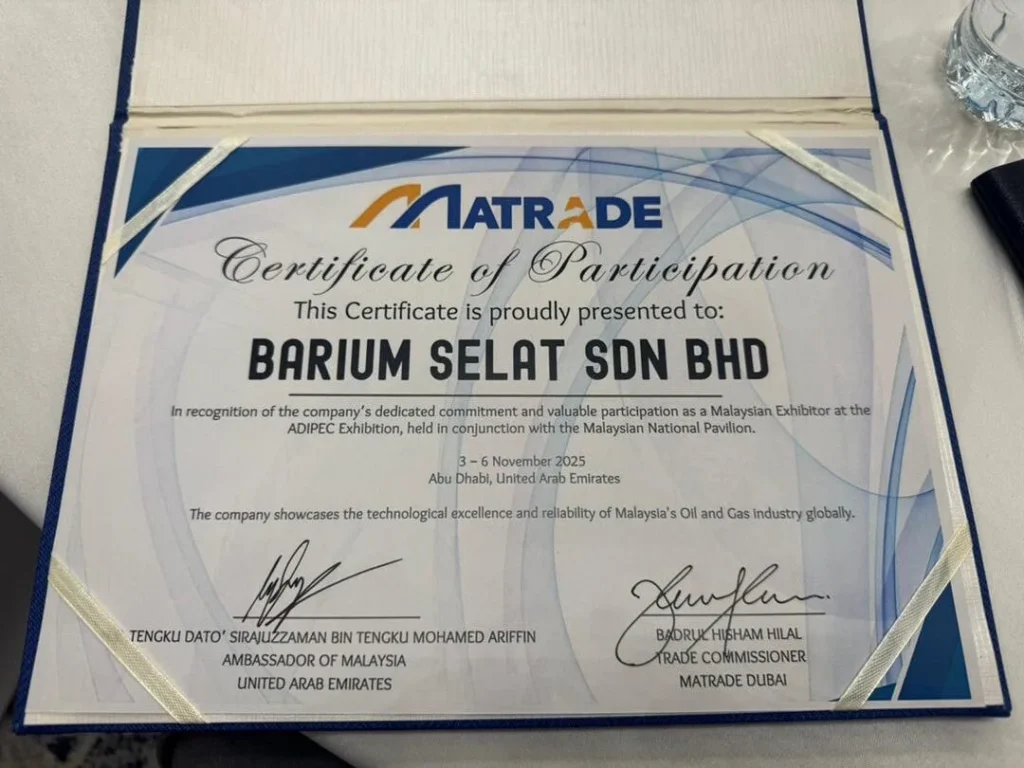 MATRADE
Certificate of Participation
This Certificate is proudly presented to:
BARIUM SELAT SDN BHD
In recognition of the company's dedicated commitment and valuable participation as a Malaysian Exhibitor at the
ADIPEC Exhibition, held in conjunction with the Malaysian National Pavilion.
3 – 6 November 2025
Abu Dhabi, United Arab Emirates
The company showcases the technological excellence and reliability of Malaysia's Oil and Gas industry globally.
TENGKU DATO' SIRAJUZZAMAN BIN TENGKU MOHAMED ARIFFIN
AMBASSADOR OF MALAYSIA
UNITED ARAB EMIRATES
BADRUL HISHAM HILAL
TRADE COMMISSIONER
MATRADE DUBAI